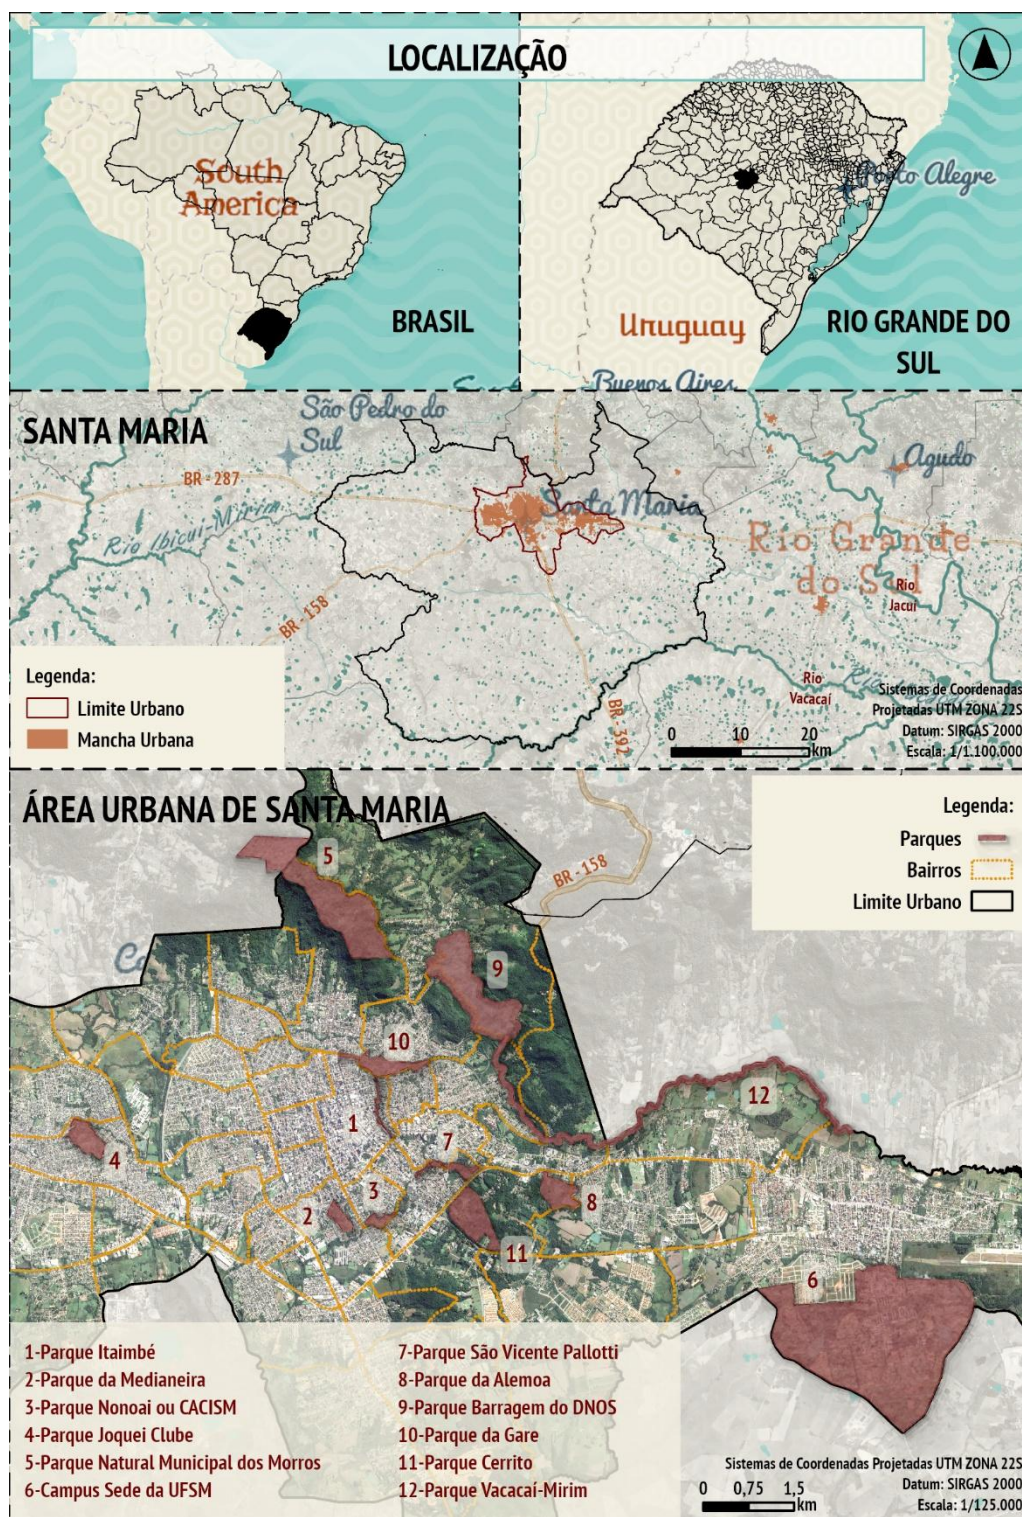 LOCALIZAÇÃO
South
America
BRASIL
Porto Alegre
Uruguay
Buenos Aires
RIO GRANDE DO
SUL
SANTA MARIA
São Pedro do
Sul
BR - 287
Rio Ibicuí-Mirim
BR - 158
Santa Maria
Agudo
Rio Grande
do Sul
Rio
Jacuí
Rio
Vacacaí
BR - 392
Legenda:
Limite Urbano
Mancha Urbana
Sistemas de Coordenadas
Projetadas UTM ZONA 22S
Datum: SIRGAS 2000
Escala: 1/1.100.000
0 10 20
km
ÁREA URBANA DE SANTA MARIA
Legenda:
Parques
Bairros
Limite Urbano
BR - 158
5
9
10
12
1
4
7
3
2
8
11
6
1-Parque Itaimbé
2-Parque da Medianeira
3-Parque Nonoai ou CACISM
4-Parque Joquei Clube
5-Parque Natural Municipal dos Morros
6-Campus Sede da UFSM
7-Parque São Vicente Pallotti
8-Parque da Alemoa
9-Parque Barragem do DNOS
10-Parque da Gare
11-Parque Cerrito
12-Parque Vacacaí-Mirim
Sistemas de Coordenadas Projetadas UTM ZONA 22S
Datum: SIRGAS 2000
Escala: 1/125.000
0 0,75 1,5
km